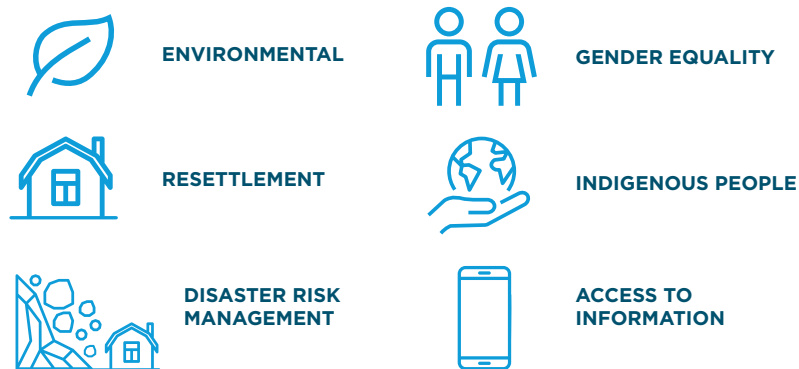 ENVIRONMENTAL
GENDER EQUALITY
RESETTLEMENT
INDIGENOUS PEOPLE
DISASTER RISK
MANAGEMENT
ACCESS TO
INFORMATION